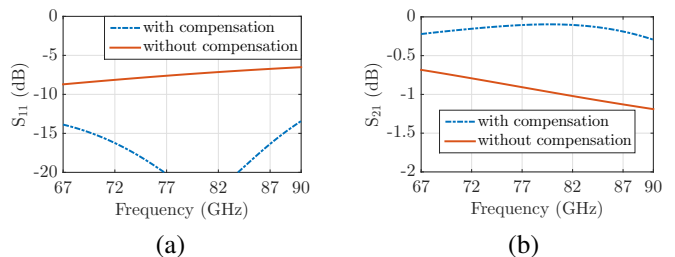 S11 (dB)
0
-5
-10
-15
-20
with compensation
without compensation
67 72 77 82 87 90
Frequency (GHz)
(a)
S21 (dB)
0
-0.5
-1
-1.5
-2
with compensation
without compensation
67 72 77 82 87 90
Frequency (GHz)
(b)